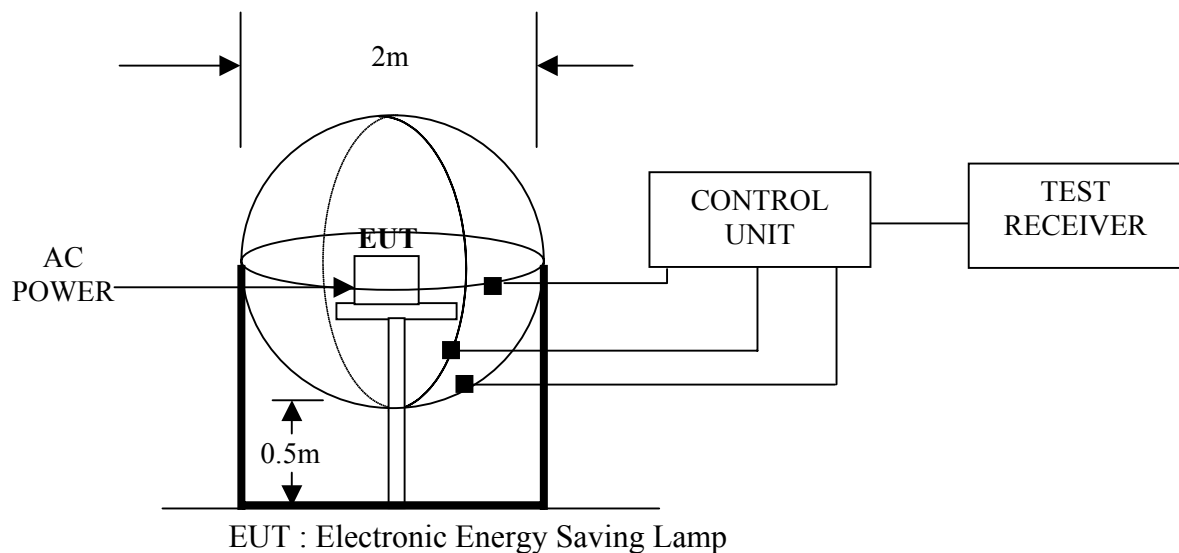 2m
CONTROL
UNIT
TEST
RECEIVER
EUT
AC
POWER
0.5m
EUT : Electronic Energy Saving Lamp